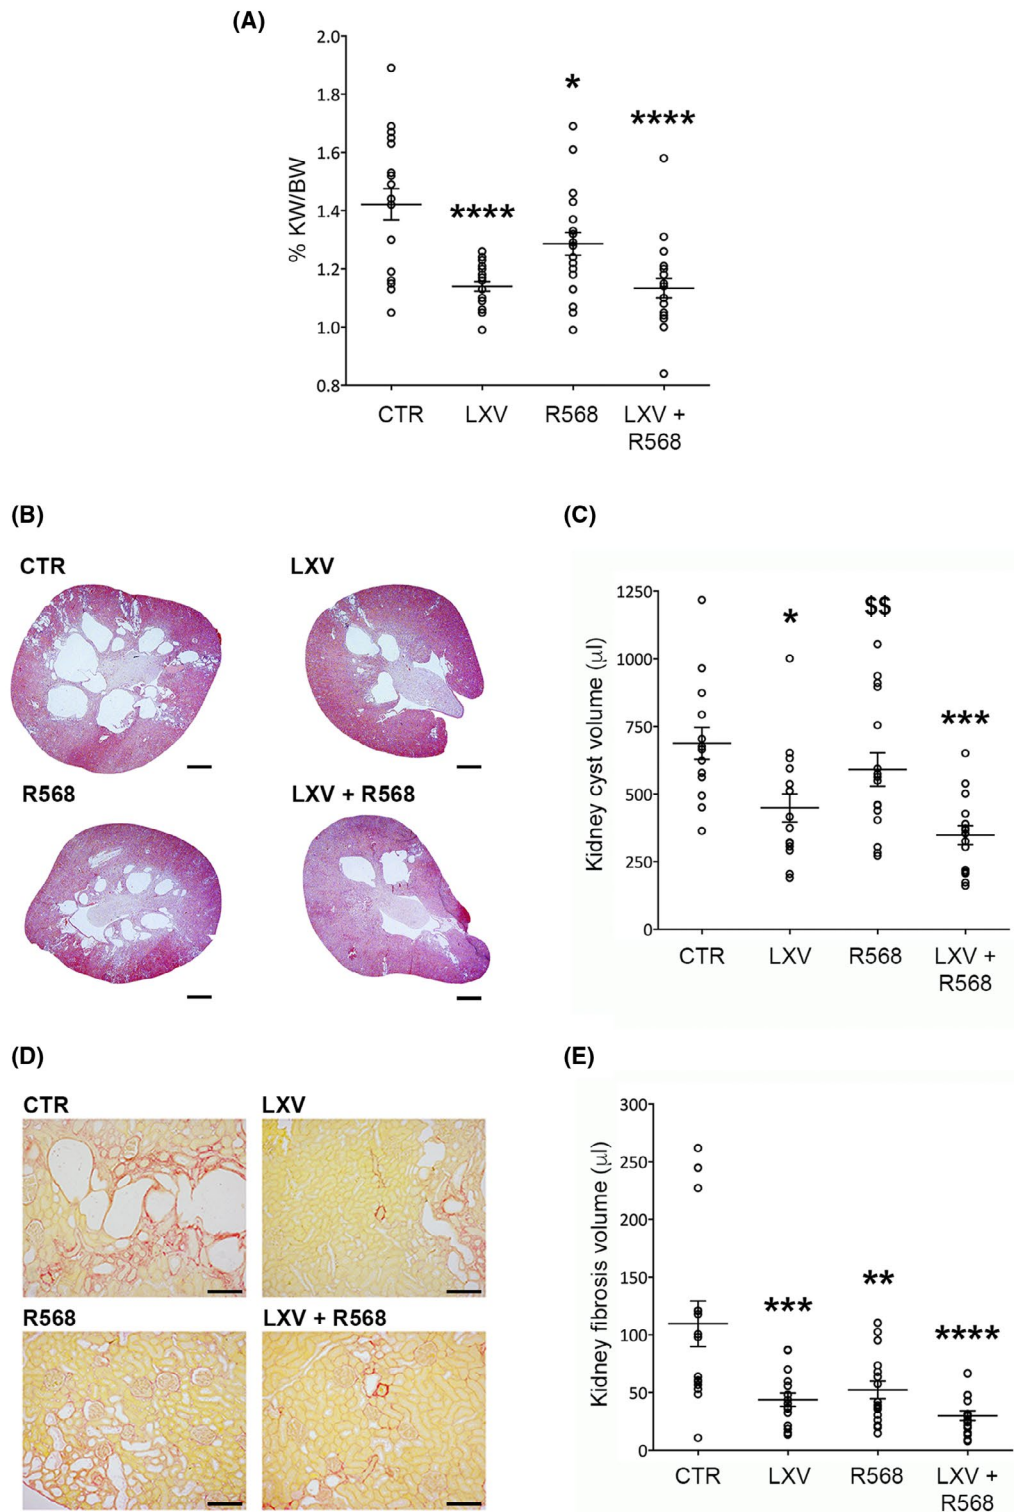 (A)
% KW/BW
2.0
1.8
1.6
1.4
1.2
1.0
0.8
*
****
****
CTR
LXV
R568
LXV +
R568
(B)
CTR
LXV
R568
LXV + R568
(C)
Kidney cyst volume (µl)
1250
1000
750
500
250
0
*
$$
***
CTR
LXV
R568
LXV +
R568
(D)
CTR
LXV
R568
LXV + R568
(E)
Kidney fibrosis volume (µl)
300
250
200
150
100
50
0
***
**
****
CTR
LXV
R568
LXV +
R568